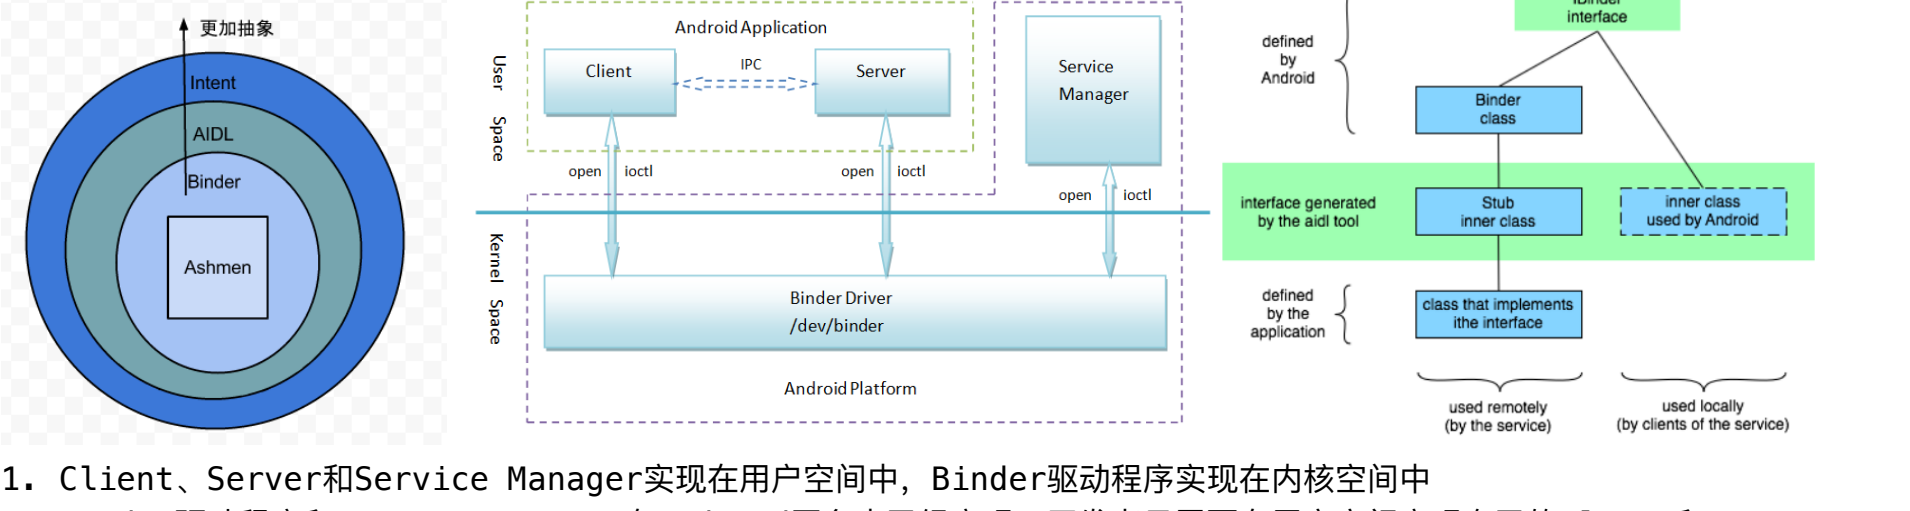 更加抽象
Intent
AIDL
Binder
Ashmen
Android Application
Client
IPC
Server
User Space
Service
Manager
open ioctl
open ioctl
open ioctl
Kernel Space
Binder Driver
/dev/binder
Android Platform
interface
defined
by
Android
Binder
class
interface generated
by the aidl tool
Stub
inner class
inner class
used by Android
defined
by the
application
class that implements
ithe interface
used remotely
(by the service)
used locally
(by clients of the service)
1. Client、Server和Service Manager实现在用户空间中，Binder驱动程序实现在内核空间中